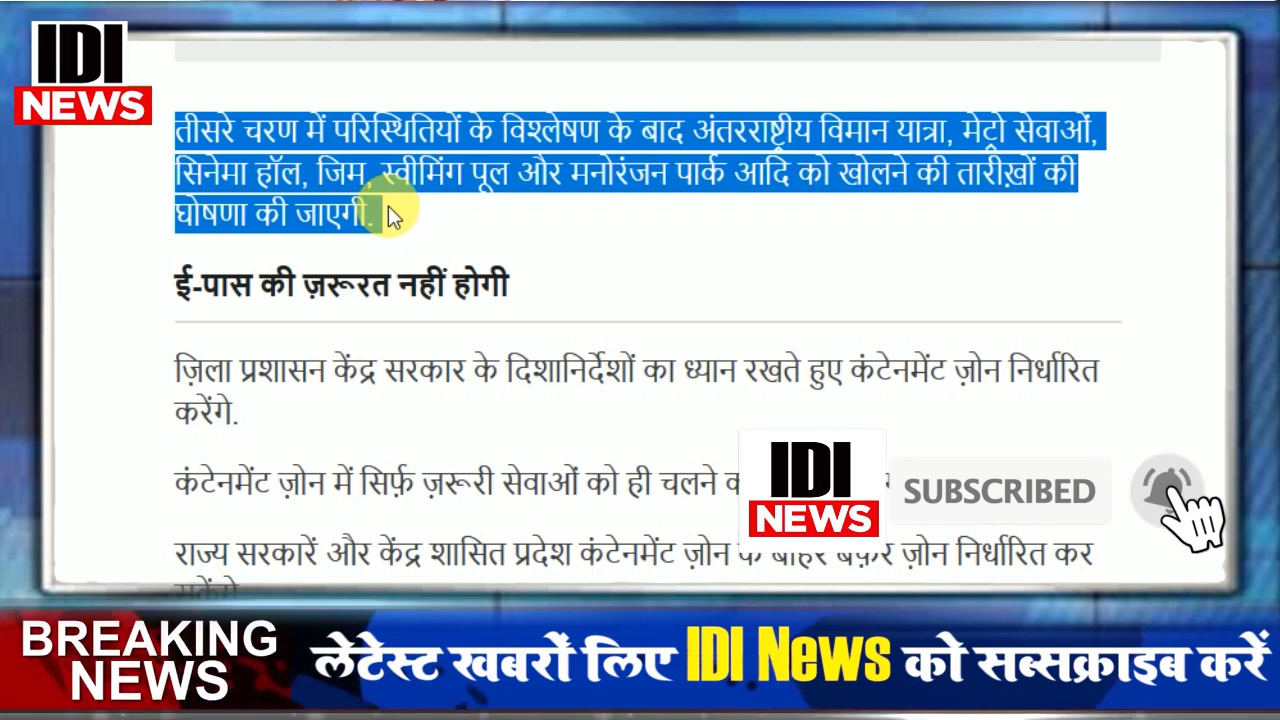 IDI
NEWS
तीसरे चरण में परिस्थितियों के विश्लेषण के बाद अंतरराष्ट्रीय विमान यात्रा, मेट्रो सेवाओं,
सिनेमा हॉल, जिम, स्वीमिंग पूल और मनोरंजन पार्क आदि को खोलने की तारीख़ों की
घोषणा की जाएगी.
ई-पास की ज़रूरत नहीं होगी
ज़िला प्रशासन केंद्र सरकार के दिशानिर्देशों का ध्यान रखते हुए कंटेनमेंट ज़ोन निर्धारित
करेंगे.
कंटेनमेंट ज़ोन में सिर्फ़ ज़रूरी सेवाओं को ही चलने
IDI
NEWS
SUBSCRIBED
राज्य सरकारें और केंद्र शासित प्रदेश कंटेनमेंट ज़ोन के बाहर बफ़र ज़ोन निर्धारित कर
BREAKING
NEWS
लेटेस्ट खबरों लिए IDI News को सब्सक्राइब करें